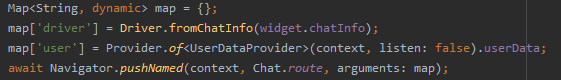 Map<String, dynamic> map = {};
map['driver'] = Driver.fromChatInfo(widget.chatInfo);
map['user'] = Provider.of<UserDataProvider>(context, listen: false).userData;
await Navigator.pushNamed(context, Chat.route, arguments: map);